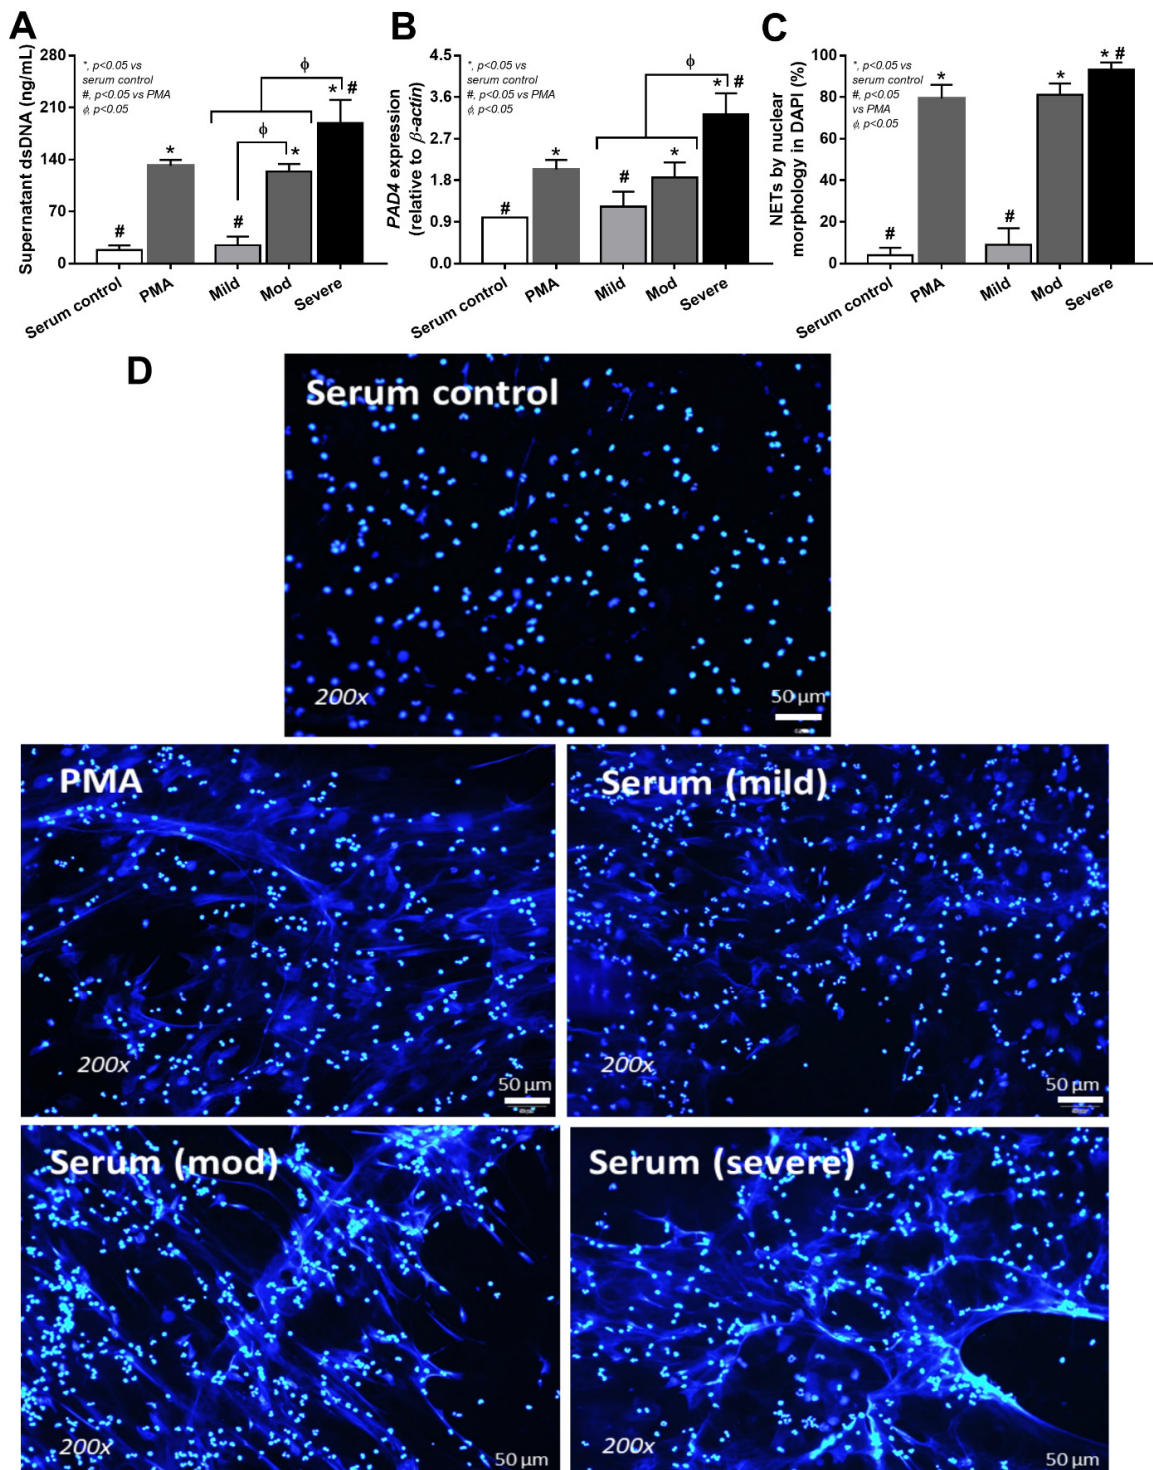 A
Supernatant dsDNA (ng/mL)
280
210
140
70
0
*, p<0.05 vs
serum control
#, p<0.05 vs PMA
ϕ, p<0.05
#
*
#
ϕ
*
ϕ
* #
Serum control
PMA
Mild
Mod
Severe
B
PAD4 expression
(relative to β-actin)
4.5
3.6
2.7
1.8
0.9
0.0
*, p<0.05 vs
serum control
#, p<0.05 vs PMA
ϕ, p<0.05
#
*
#
*
ϕ
* #
Serum control
PMA
Mild
Mod
Severe
C
NETs by nuclear
morphology in DAPI (%)
100
80
60
40
20
0
*, p<0.05 vs
serum control
#, p<0.05
vs PMA
ϕ, p<0.05
#
*
#
*
* #
Serum control
PMA
Mild
Mod
Severe
D
Serum control
200x
50 µm
PMA
200x
50 µm
Serum (mild)
200x
50 µm
Serum (mod)
200x
50 µm
Serum (severe)
200x
50 µm